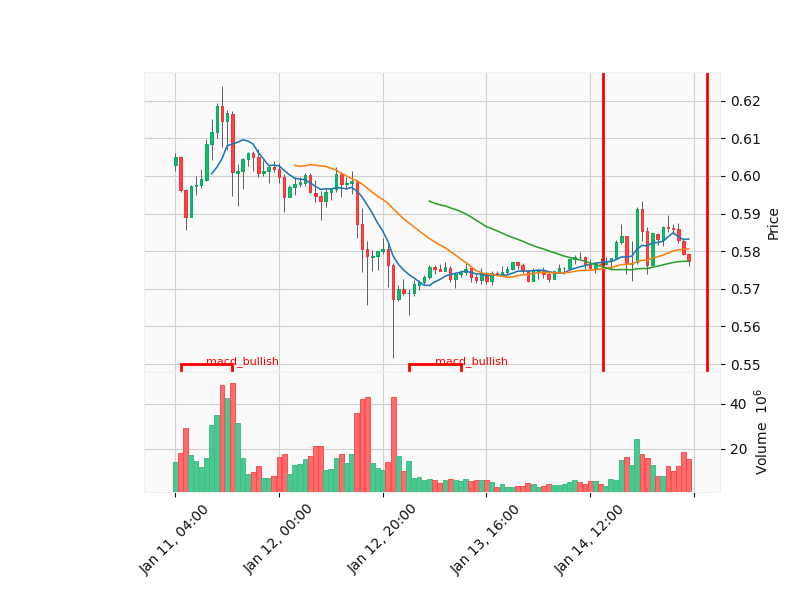 0.62
0.61
0.60
0.59
0.58
0.57
0.56
0.55
Price
macd_bullish
macd_bullish
40
20
Volume 10^6
Jan 11, 04:00
Jan 12, 00:00
Jan 12, 20:00
Jan 13, 16:00
Jan 14, 12:00